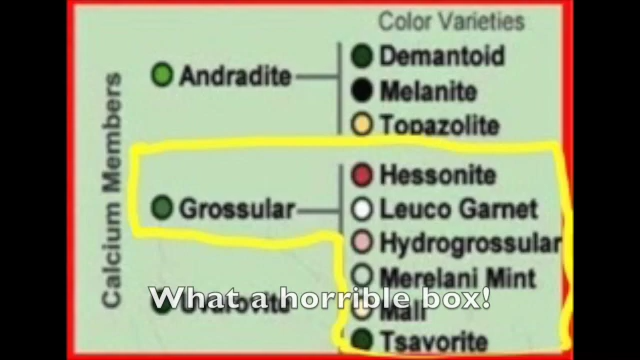 Color Varieties
Calcium Members
Andradite
Demantoid
Melanite
Topazolite
Grossular
Hessonite
Leuco Garnet
Hydrogrossular
Merelani Mint
Mali
Tsavorite
Uvarovite
What a horrible box!